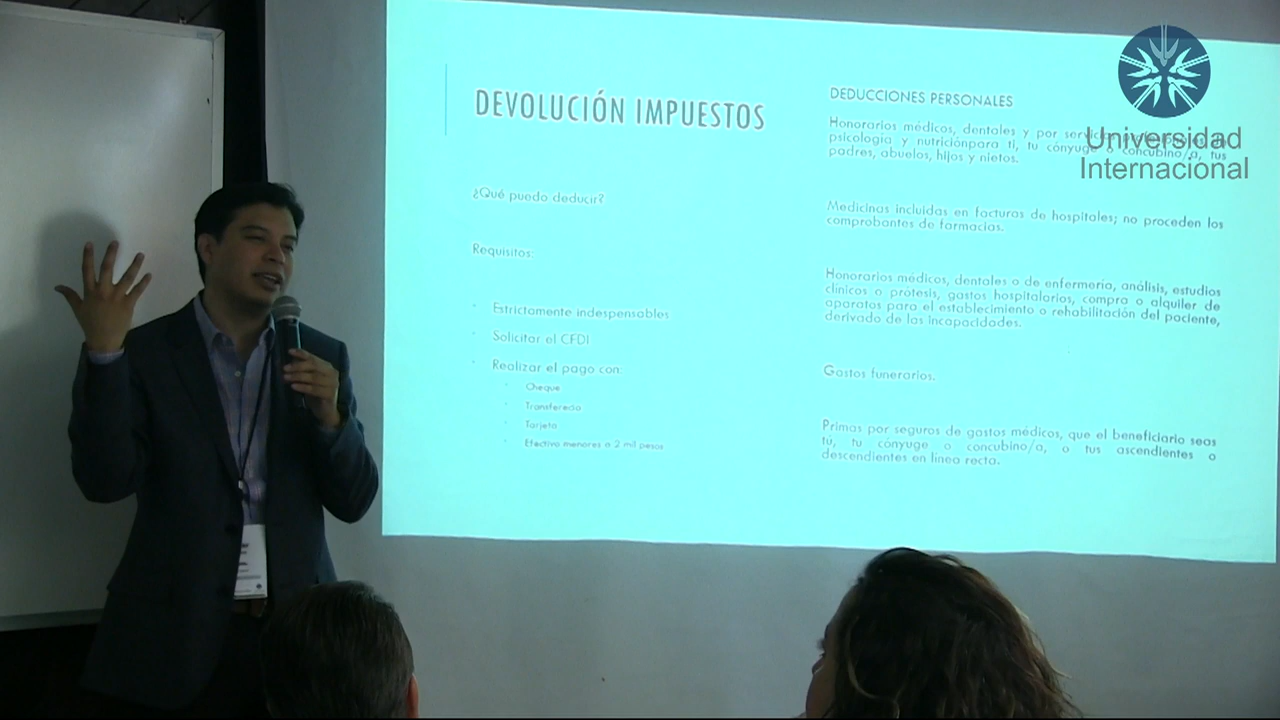 DEVOLUCIÓN IMPUESTOS
¿Qué puedo deducir?
Requisitos:
Estrictamente indespensables
Solicitar el CFDI
Realizar el pago con:
Cheque
Transferecia
Tarjeta
Efectivo menores a 2 mil pesos
DEDUCCIONES PERSONALES
Honorarios médicos, dentales y por servicios
psicología y nutriciónpara ti, tu cónyuge o concubino/a, tus
padres, abuelos, hijos y nietos.
Medicinas incluidas en facturas de hospitales; no proceden los
comprobantes de farmacias.
Honorarios médicos, dentales o de enfermería, análisis, estudios
clínicos o prótesis, gastos hospitalarios, compra o alquiler de
aparatos para el establecimiento o rehabilitación del paciente,
derivado de las incapacidades.
Gastos funerarios.
Primas por seguros de gastos médicos, que el beneficiario seas
tú, tu cónyuge o concubino/a, o tus ascendientes o
descendientes en línea recta.
Universidad
Internacional